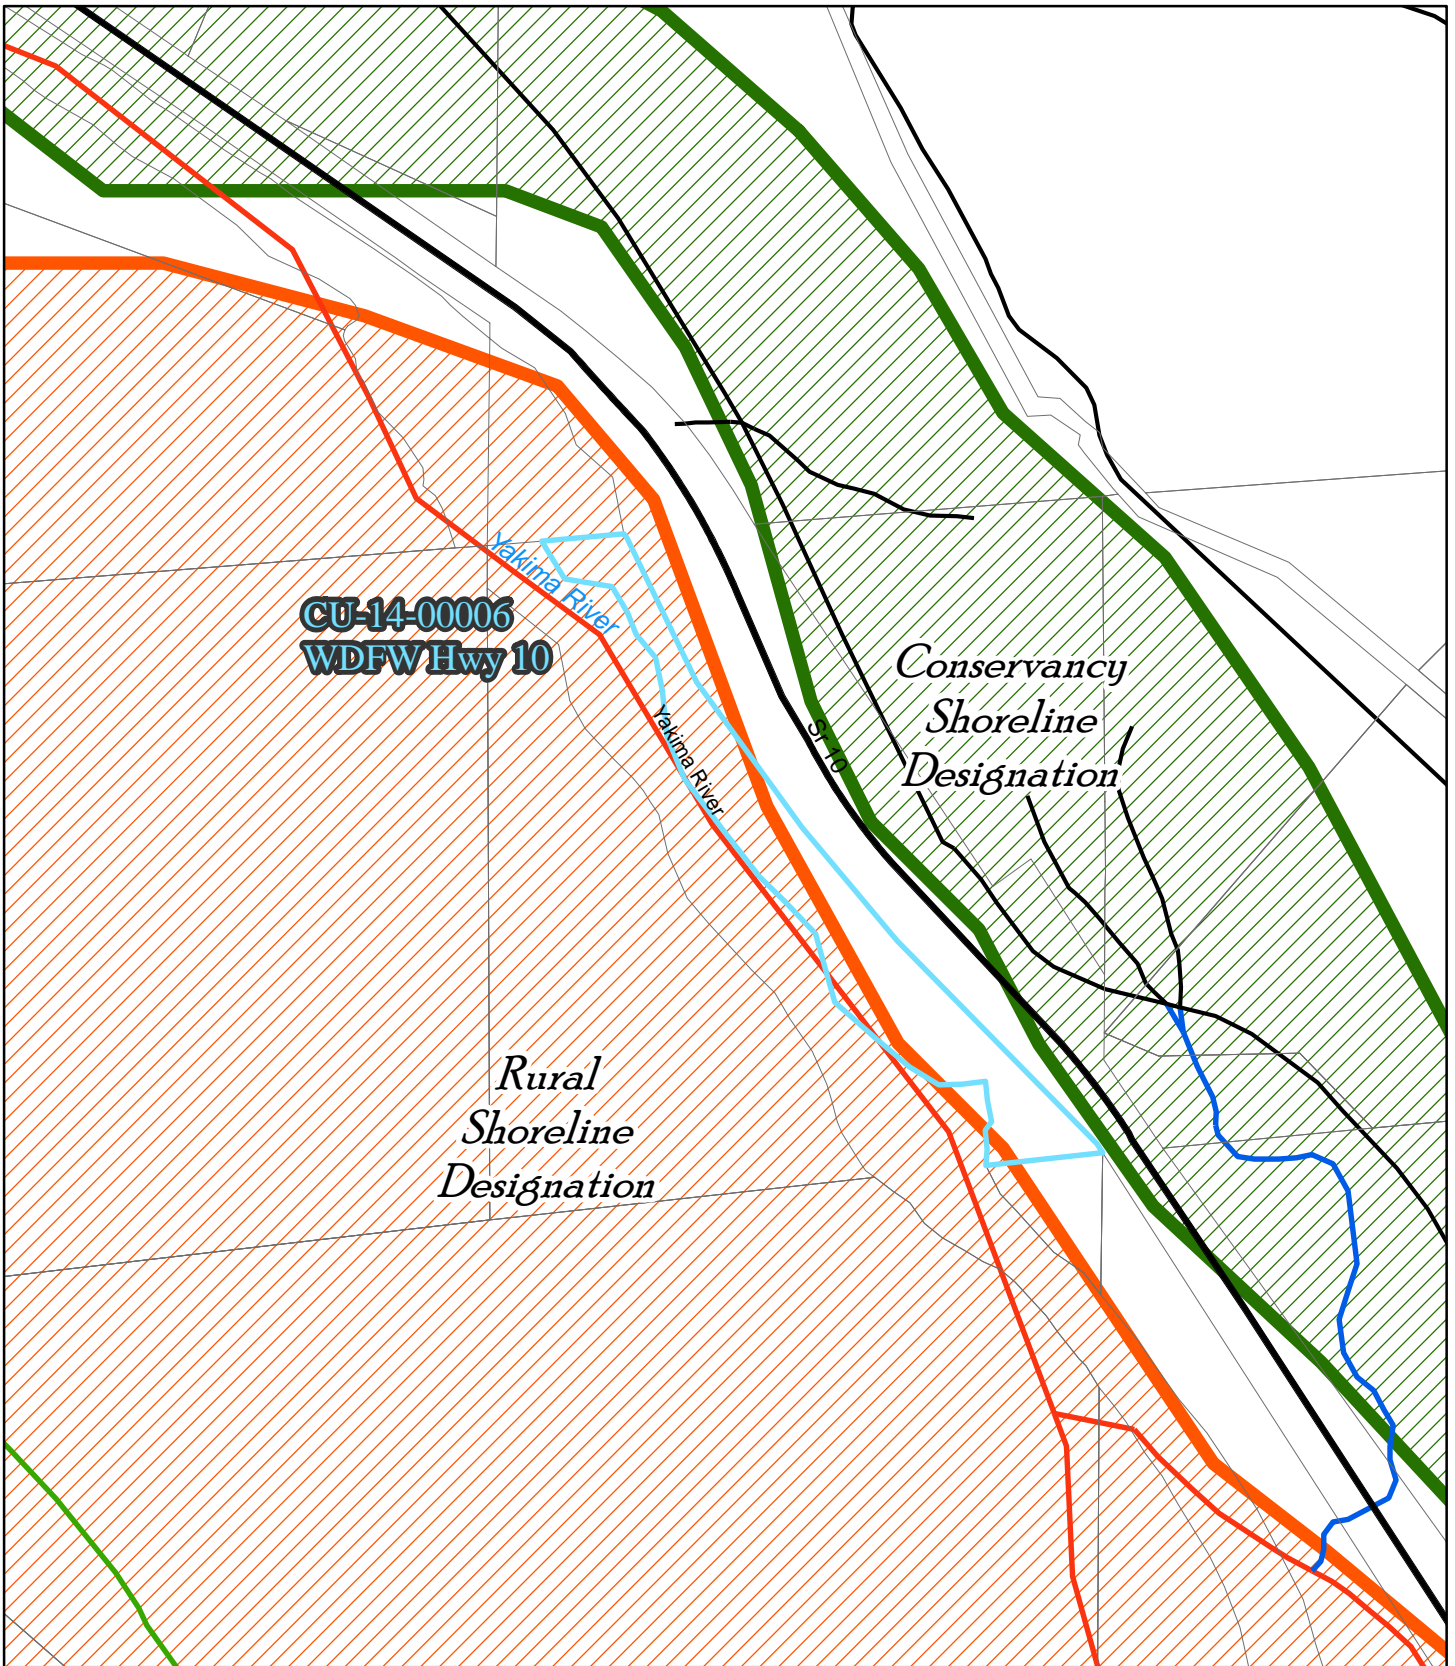 Yakima River
CU-14-00006
WDFW Hwy 10
Conservancy
Shoreline
Designation
Yakima River
Sr 10
Rural
Shoreline
Designation